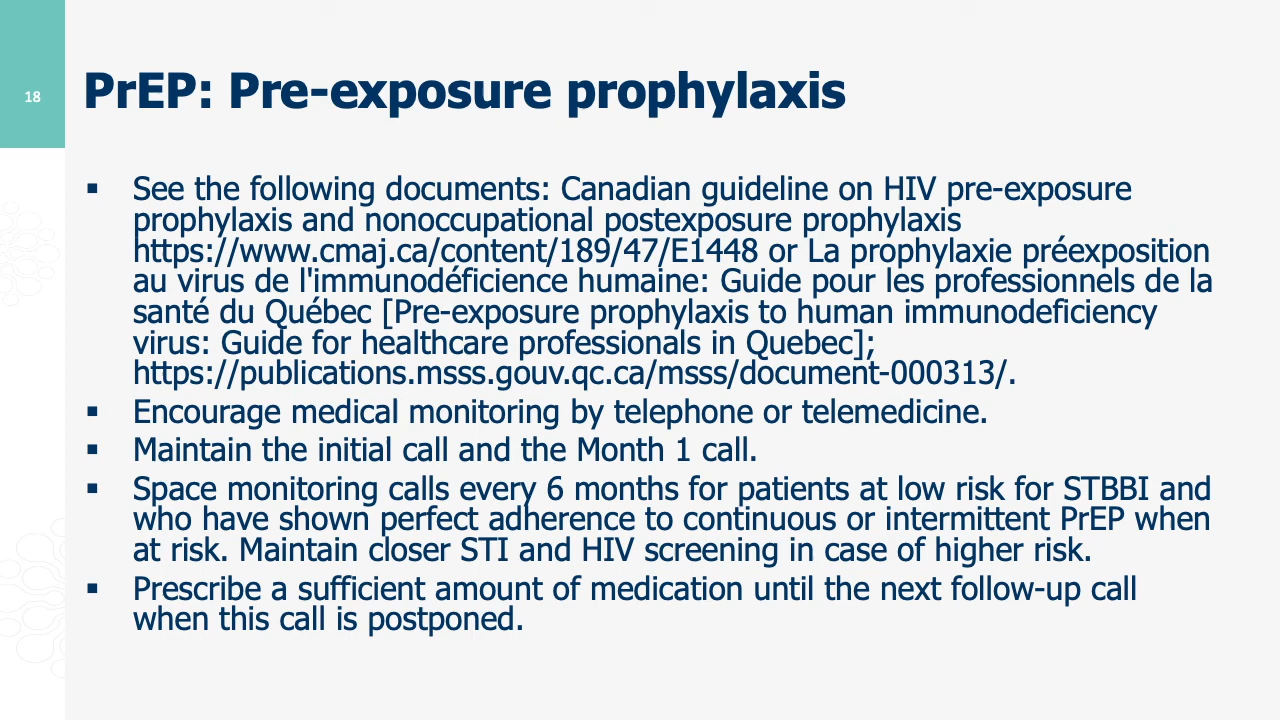 18
PrEP: Pre-exposure prophylaxis
▪ See the following documents: Canadian guideline on HIV pre-exposure
prophylaxis and nonoccupational postexposure prophylaxis
https://www.cmaj.ca/content/189/47/E1448 or La prophylaxie préexposition
au virus de l'immunodéficience humaine: Guide pour les professionnels de la
santé du Québec [Pre-exposure prophylaxis to human immunodeficiency
virus: Guide for healthcare professionals in Quebec];
https://publications.msss.gouv.qc.ca/msss/document-000313/.
▪ Encourage medical monitoring by telephone or telemedicine.
▪ Maintain the initial call and the Month 1 call.
▪ Space monitoring calls every 6 months for patients at low risk for STBBI and
who have shown perfect adherence to continuous or intermittent PrEP when
at risk. Maintain closer STI and HIV screening in case of higher risk.
▪ Prescribe a sufficient amount of medication until the next follow-up call
when this call is postponed.